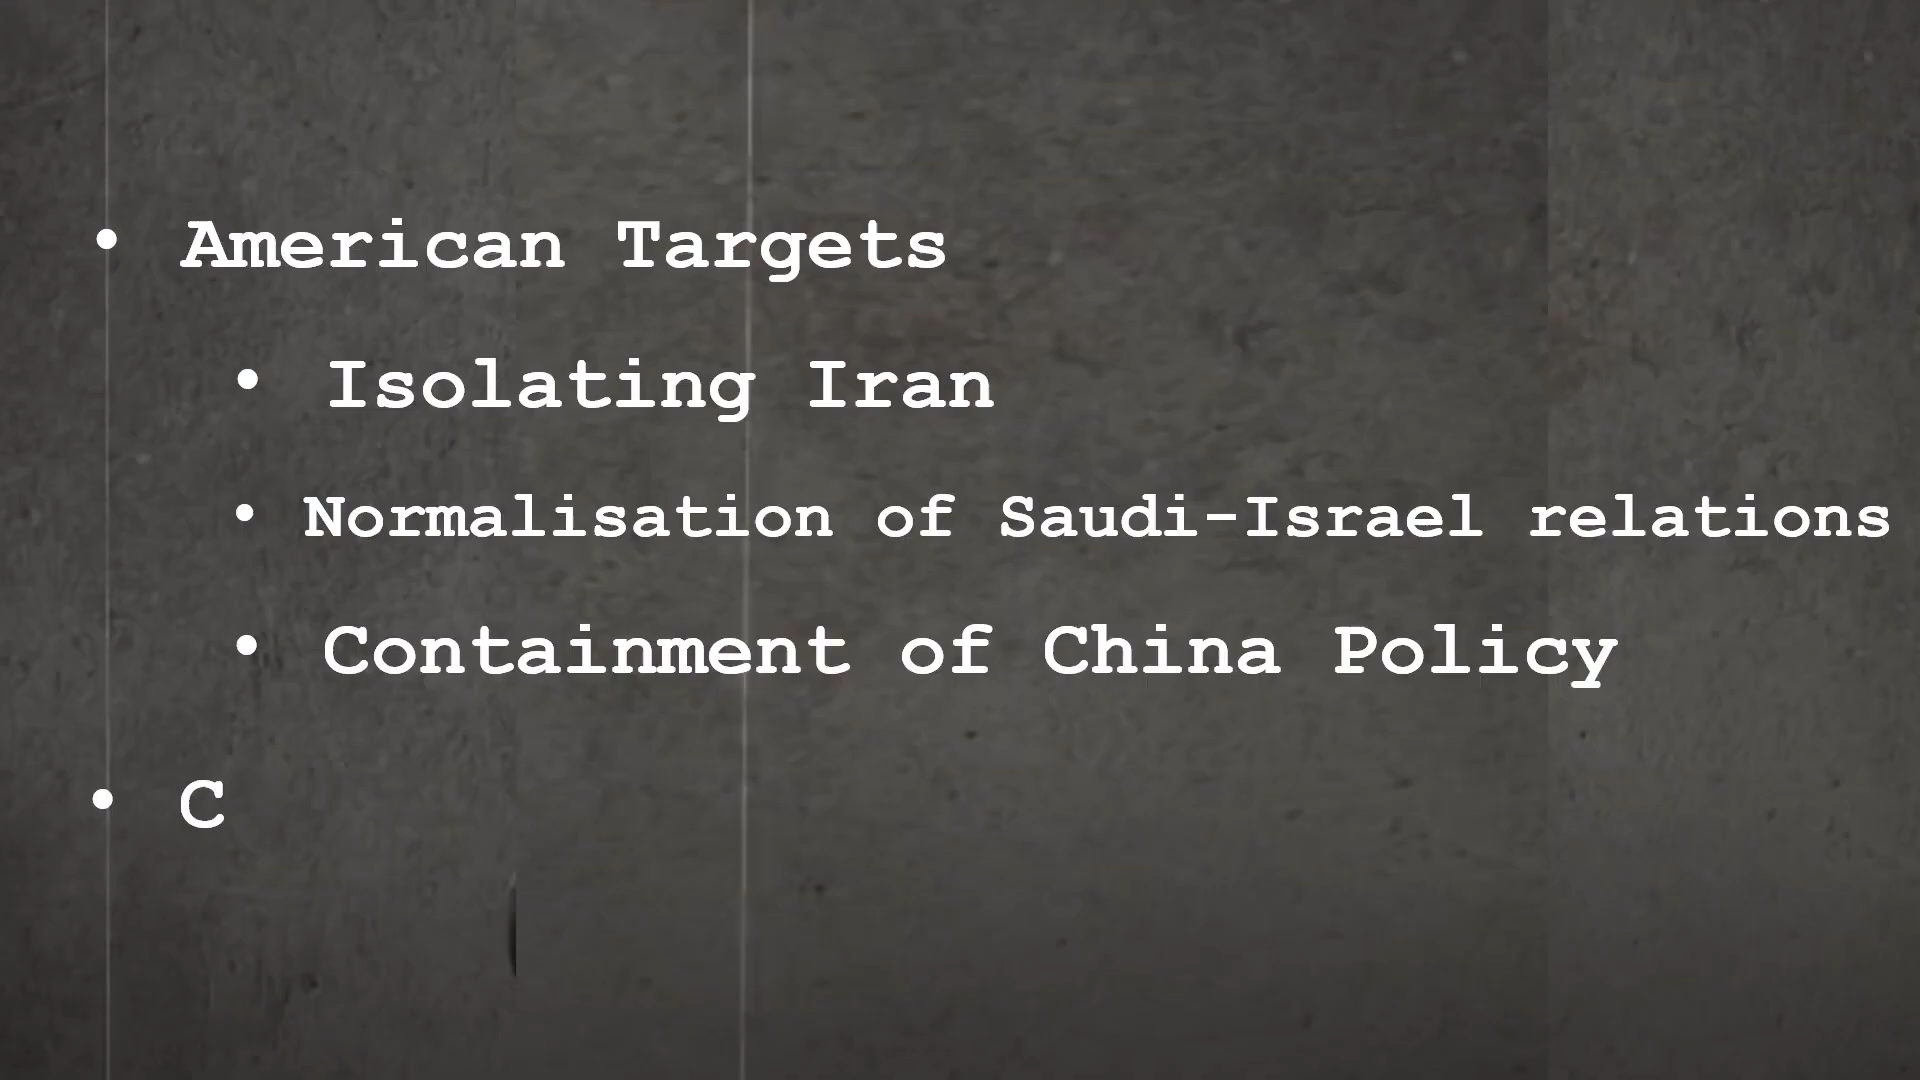 • American Targets
• Isolating Iran
• Normalisation of Saudi-Israel relations
• Containment of China Policy
• C